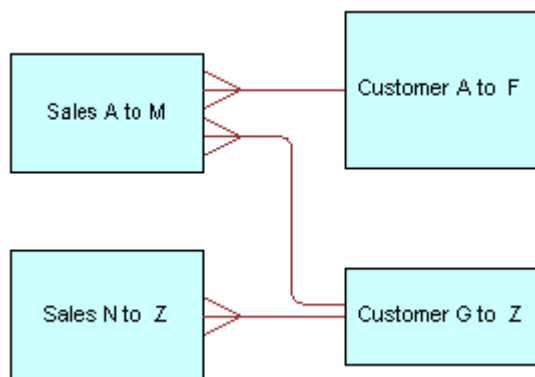 Customer A to F
Sales A to M
Sales N to Z
Customer G to Z